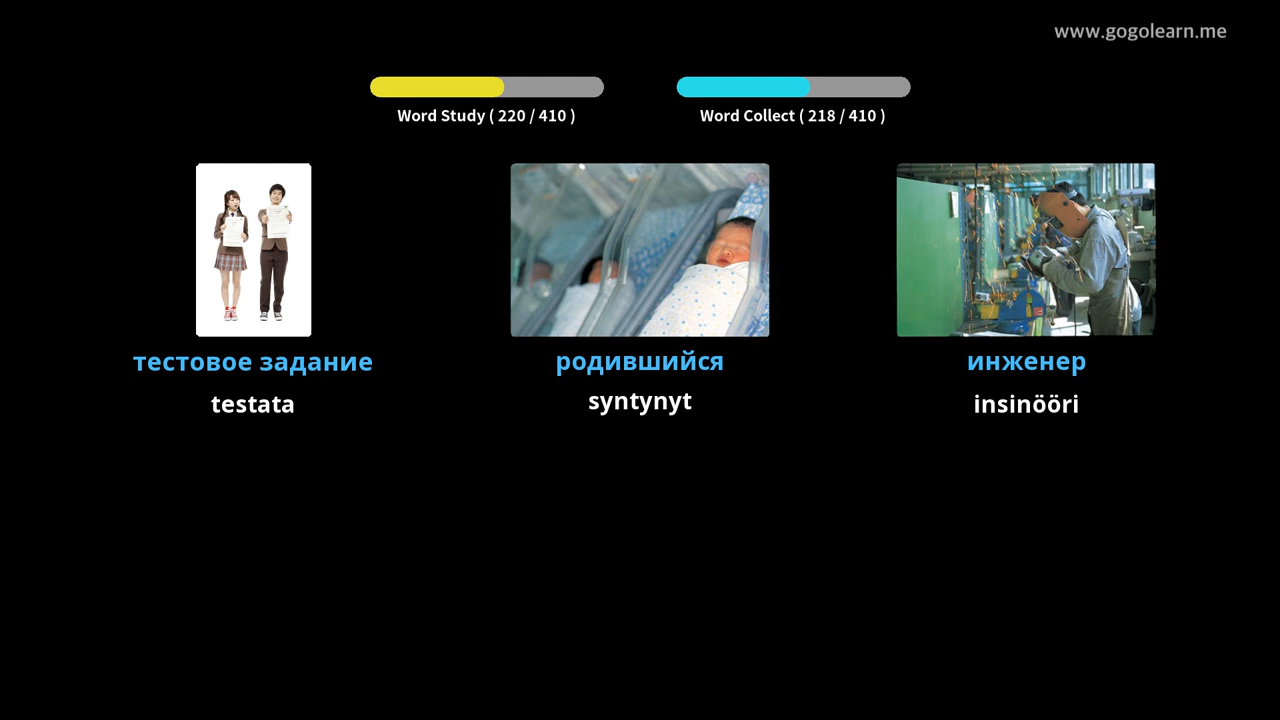 www.gogolearn.me
Word Study ( 220 / 410 )
Word Collect ( 218 / 410 )
тестовое задание
родившийся
инженер
testata
syntynyt
insinööri